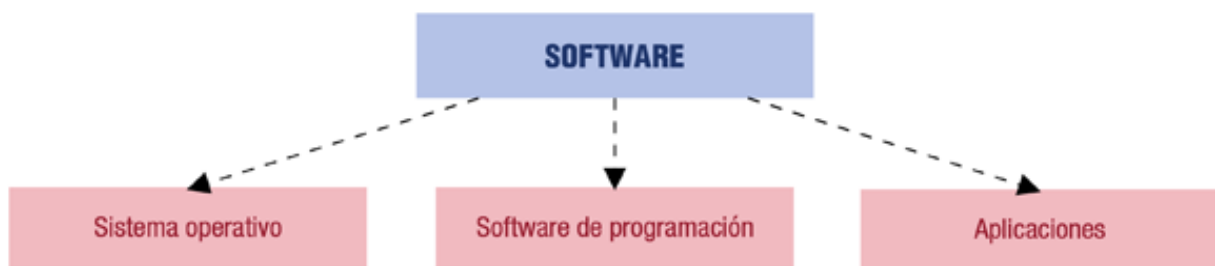 SOFTWARE
Sistema operativo
Software de programación
Aplicaciones